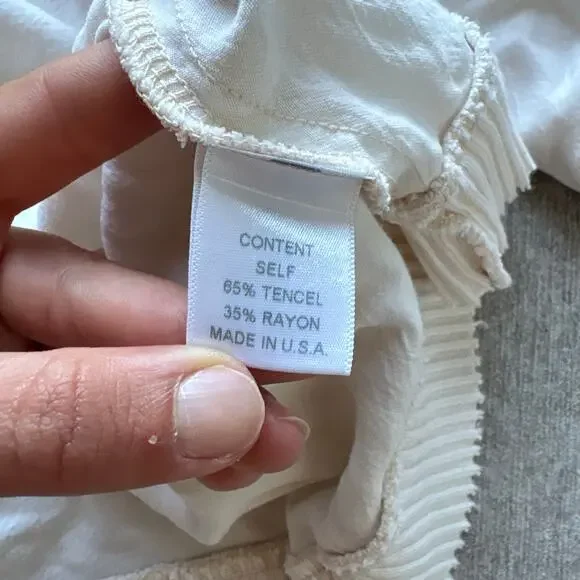 CONTENT
SELF
65% TENCEL
35% RAYON
MADE IN U.S.A.